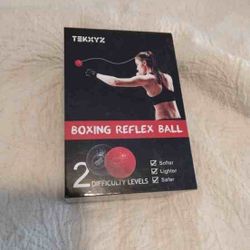 TEKXYZ
BOXING REFLEX BALL
Softer
Lighter
Safer
2 DIFFICULTY LEVELS